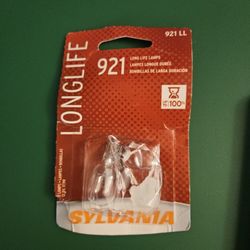 921 LL
LONGLIFE
921
LONG LIFE LAMPS
LAMPES LONGUE DURÉE
BOMBILLAS DE LARGA DURACIÓN
100%
SYLVANIA